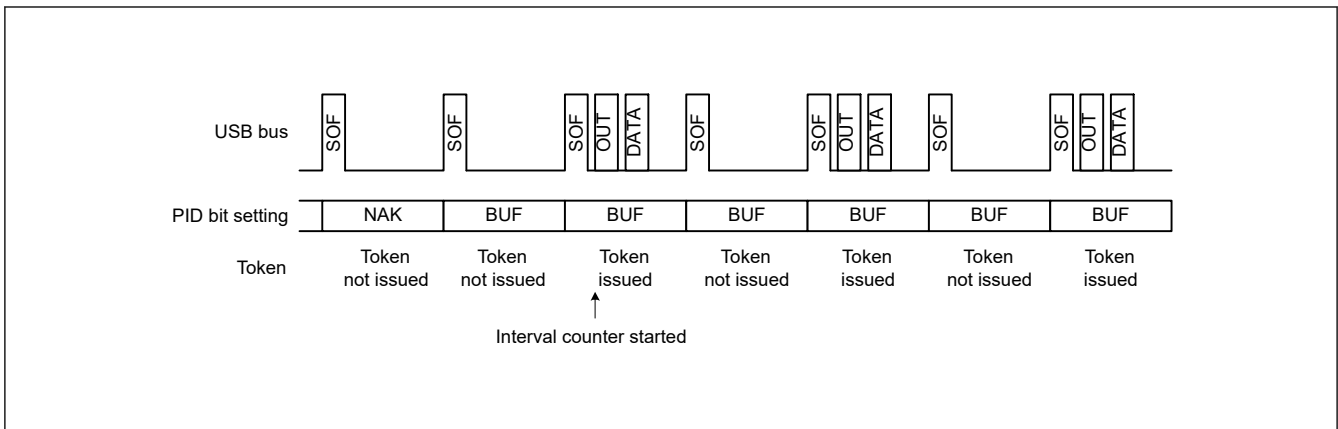 SOF SOF SOF OUT DATA SOF SOF OUT DATA SOF SOF OUT DATA
USB bus
PID bit setting NAK BUF BUF BUF BUF BUF BUF
Token Token Token Token Token Token Token
Token
not issued not issued issued not issued issued not issued issued
Interval counter started